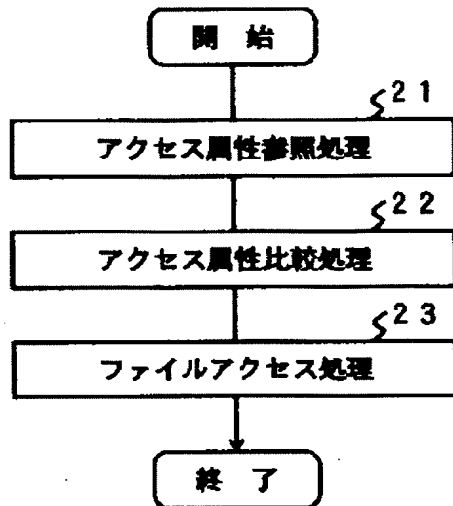 開 始
21
アクセス属性参照処理
22
アクセス属性比較処理
23
ファイルアクセス処理
終 了